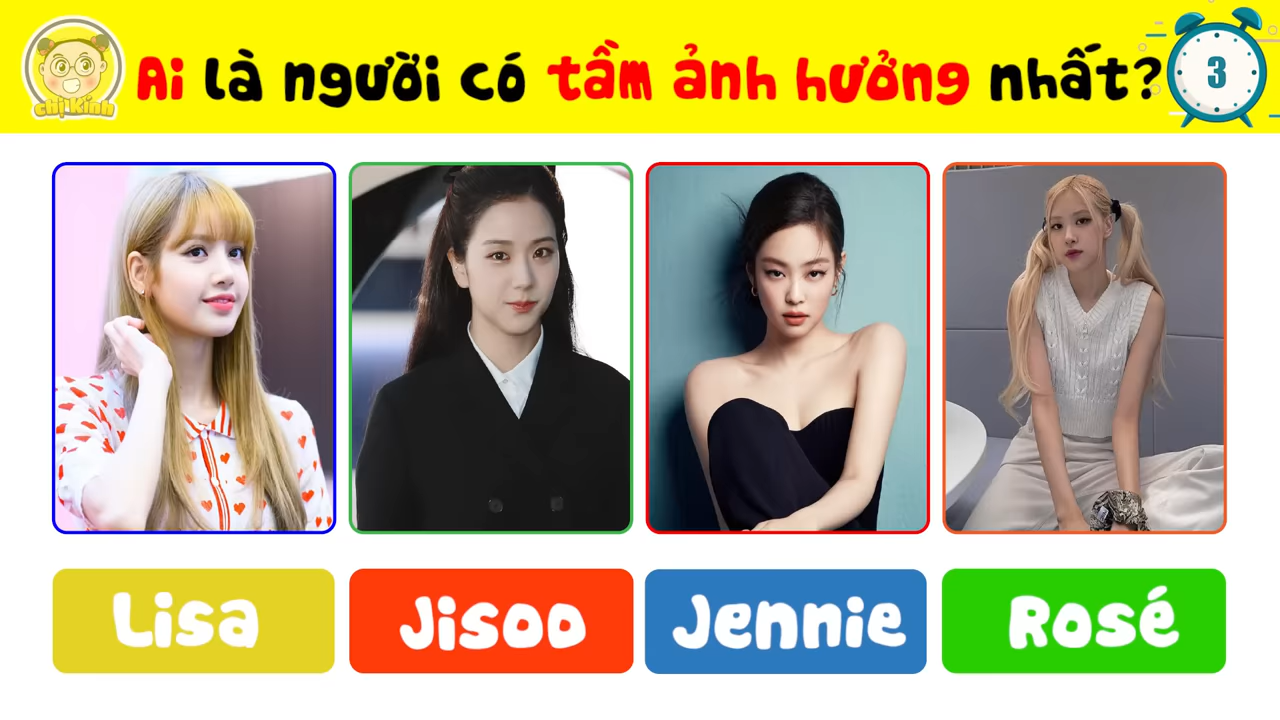 Ai là người có tầm ảnh hưởng nhất?
3
chị Kính
Lisa
Jisoo
Jennie
Rosé